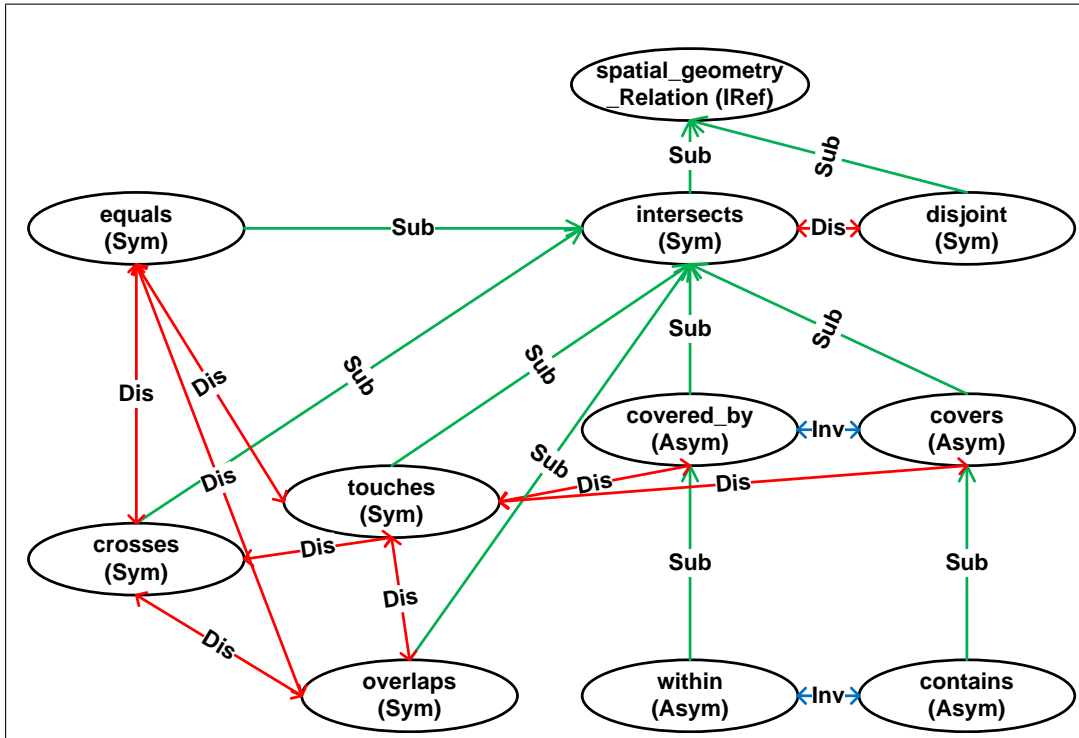 spatial_geometry
_Relation (IRef)
Sub
Sub
equals
(Sym)
Sub
intersects
(Sym)
Dis
disjoint
(Sym)
Sub
Sub
Sub
Sub
Dis
Dis
Sub
covered_by
(Asym)
Inv
covers
(Asym)
Dis
touches
(Sym)
Dis
Dis
crosses
(Sym)
Dis
Dis
Sub
Sub
Dis
overlaps
(Sym)
within
(Asym)
Inv
contains
(Asym)